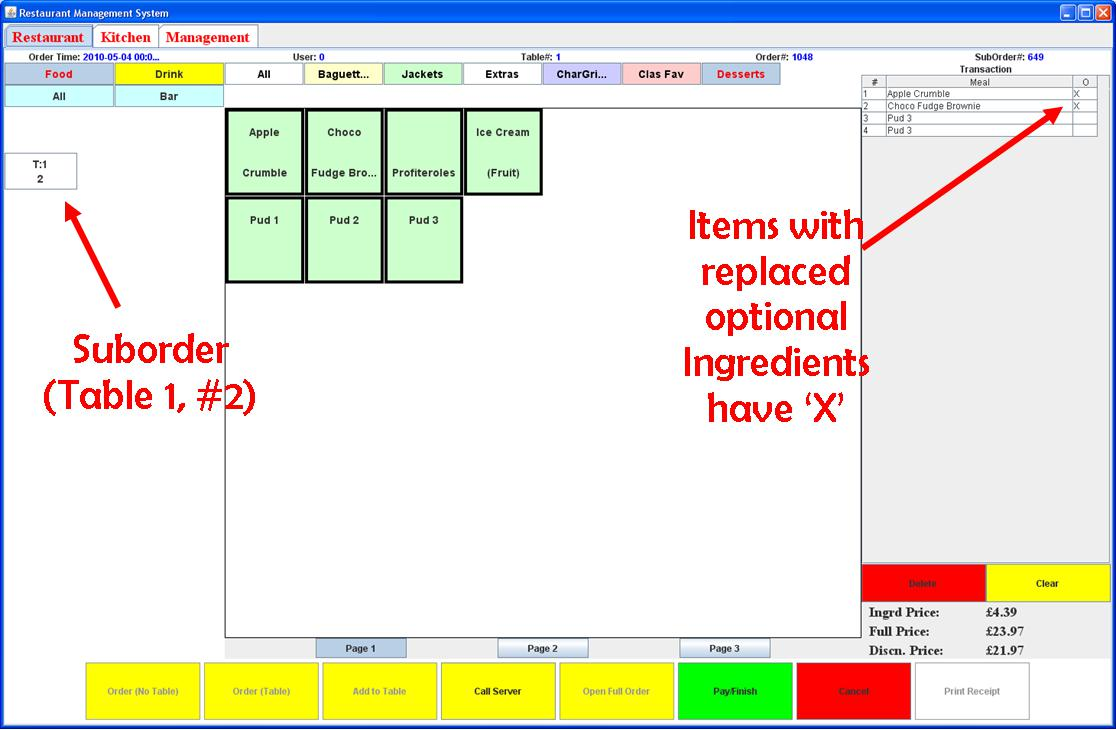 Restaurant Management System
Restaurant Kitchen Management
Order Time: 2010-05-04 00:0... User: 0 Table#: 1 Order#: 1048 SubOrder#: 649
Food Drink All Baguett... Jackets Extras CharGri... Clas Fav Desserts
All Bar
Transaction
# Meal O
1 Apple Crumble X
2 Choco Fudge Brownie X
3 Pud 3
4 Pud 3
T:1
2
Apple Crumble
Choco Fudge Bro...
Profiteroles
Ice Cream (Fruit)
Pud 1 Pud 2 Pud 3
Suborder
(Table 1, #2)
Items with
replaced
optional
Ingredients
have ‘X’
Delete Clear
Ingrd Price: £4.39
Full Price: £23.97
Discn. Price: £21.97
Page 1 Page 2 Page 3
Order (No Table) Order (Table) Add to Table Call Server Open Full Order Pay/Finish Cancel Print Receipt